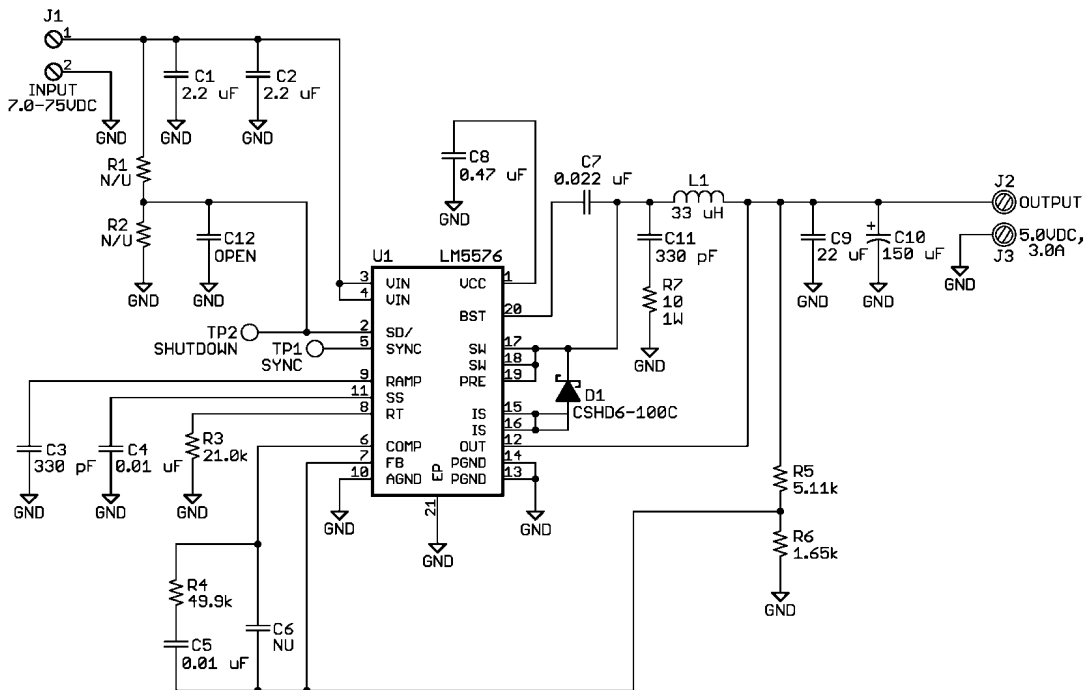 J1
1
2
INPUT
7.0-75VDC
GND
C1
2.2 uF
GND
C2
2.2 uF
GND
R1
N/U
R2
N/U
GND
C12
OPEN
GND
C8
0.47 uF
GND
C7
0.022 uF
L1
33 uH
C11
330 pF
R7
10
1W
GND
C9
22 uF
GND
+
C10
150 uF
GND
J2
OUTPUT
5.0VDC,
3.0A
J3
GND
TP2
SHUTDOWN
TP1
SYNC
U1
LM5576
3 VIN
4 VIN
2 SD/
5 SYNC
9 RAMP
11 SS
8 RT
6 COMP
7 FB
10 AGND
VCC 1
BST 20
SW 17
SW 18
PRE 19
IS 15
IS 16
OUT 12
PGND 14
PGND 13
EP
21
GND
GND
GND
D1
CSHD6-100C
C3
330 pF
GND
C4
0.01 uF
GND
R3
21.0k
GND
R5
5.11k
R6
1.65k
GND
R4
49.9k
C5
0.01 uF
C6
NU